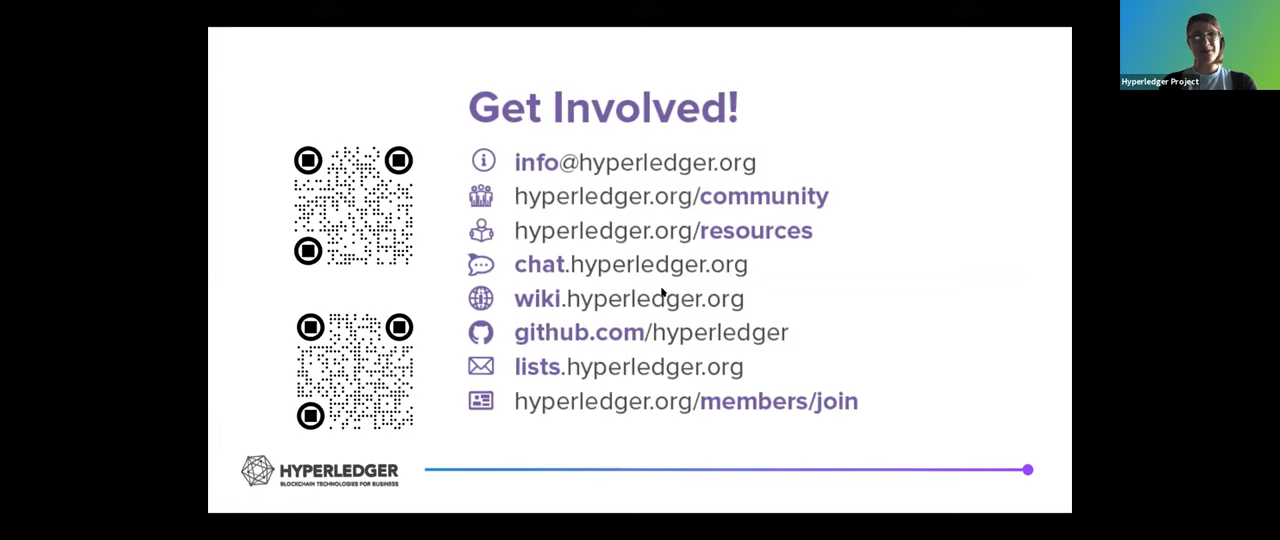 Get Involved!
info@hyperledger.org
hyperledger.org/community
hyperledger.org/resources
chat.hyperledger.org
wiki.hyperledger.org
github.com/hyperledger
lists.hyperledger.org
hyperledger.org/members/join
HYPERLEDGER
BLOCKCHAIN TECHNOLOGIES FOR BUSINESS
Hyperledger Project